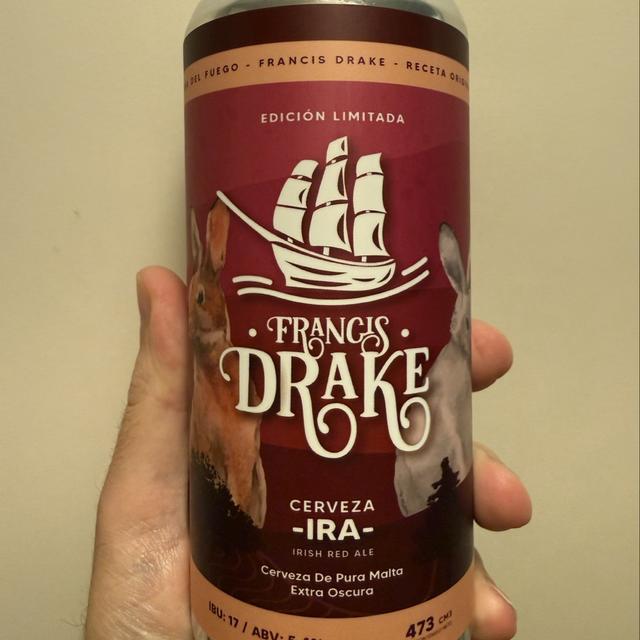 DEL FUEGO - FRANCIS DRAKE - RECETA
EDICIÓN LIMITADA
· FRANCIS ·
DRAKE
CERVEZA
-IRA-
IRISH RED ALE
Cerveza De Pura Malta
Extra Oscura
IBU: 17 / ABV: 5
473 CM3